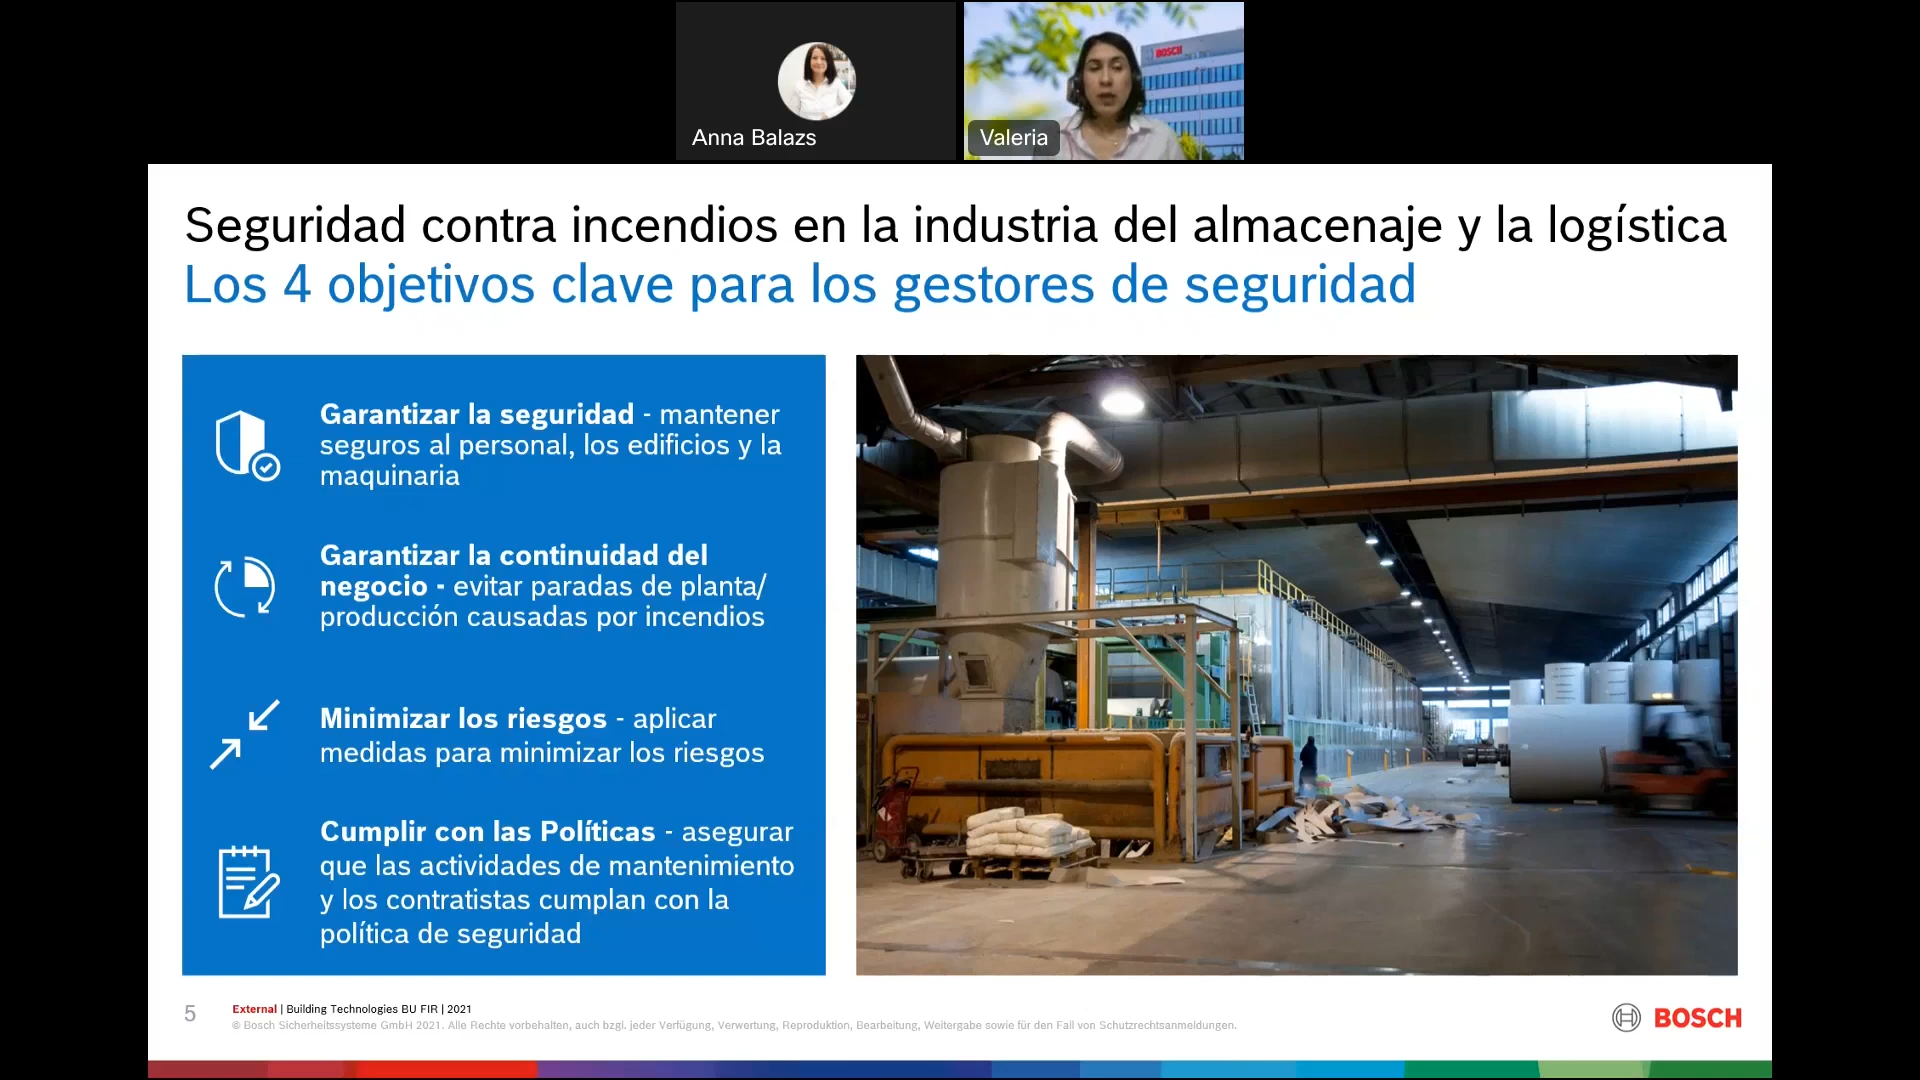 Anna Balazs
Valeria
BOSCH
Seguridad contra incendios en la industria del almacenaje y la logística
Los 4 objetivos clave para los gestores de seguridad
Garantizar la seguridad - mantener
seguros al personal, los edificios y la
maquinaria
Garantizar la continuidad del
negocio - evitar paradas de planta/
producción causadas por incendios
Minimizar los riesgos - aplicar
medidas para minimizar los riesgos
Cumplir con las Políticas - asegurar
que las actividades de mantenimiento
y los contratistas cumplan con la
política de seguridad
5
External | Building Technologies BU FIR | 2021
© Bosch Sicherheitssysteme GmbH 2021. Alle Rechte vorbehalten, auch bzgl. jeder Verfügung, Verwertung, Reproduktion, Bearbeitung, Weitergabe sowie für den Fall von Schutzrechtsanmeldungen.
BOSCH